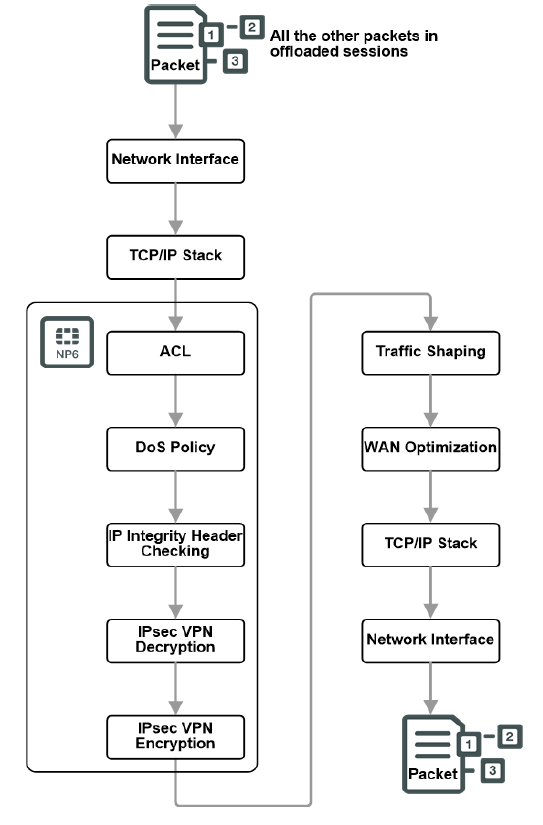 1
2
3
Packet
All the other packets in
offloaded sessions
Network Interface
TCP/IP Stack
NP6
ACL
DoS Policy
IP Integrity Header
Checking
IPsec VPN
Decryption
IPsec VPN
Encryption
Traffic Shaping
WAN Optimization
TCP/IP Stack
Network Interface
1
2
3
Packet